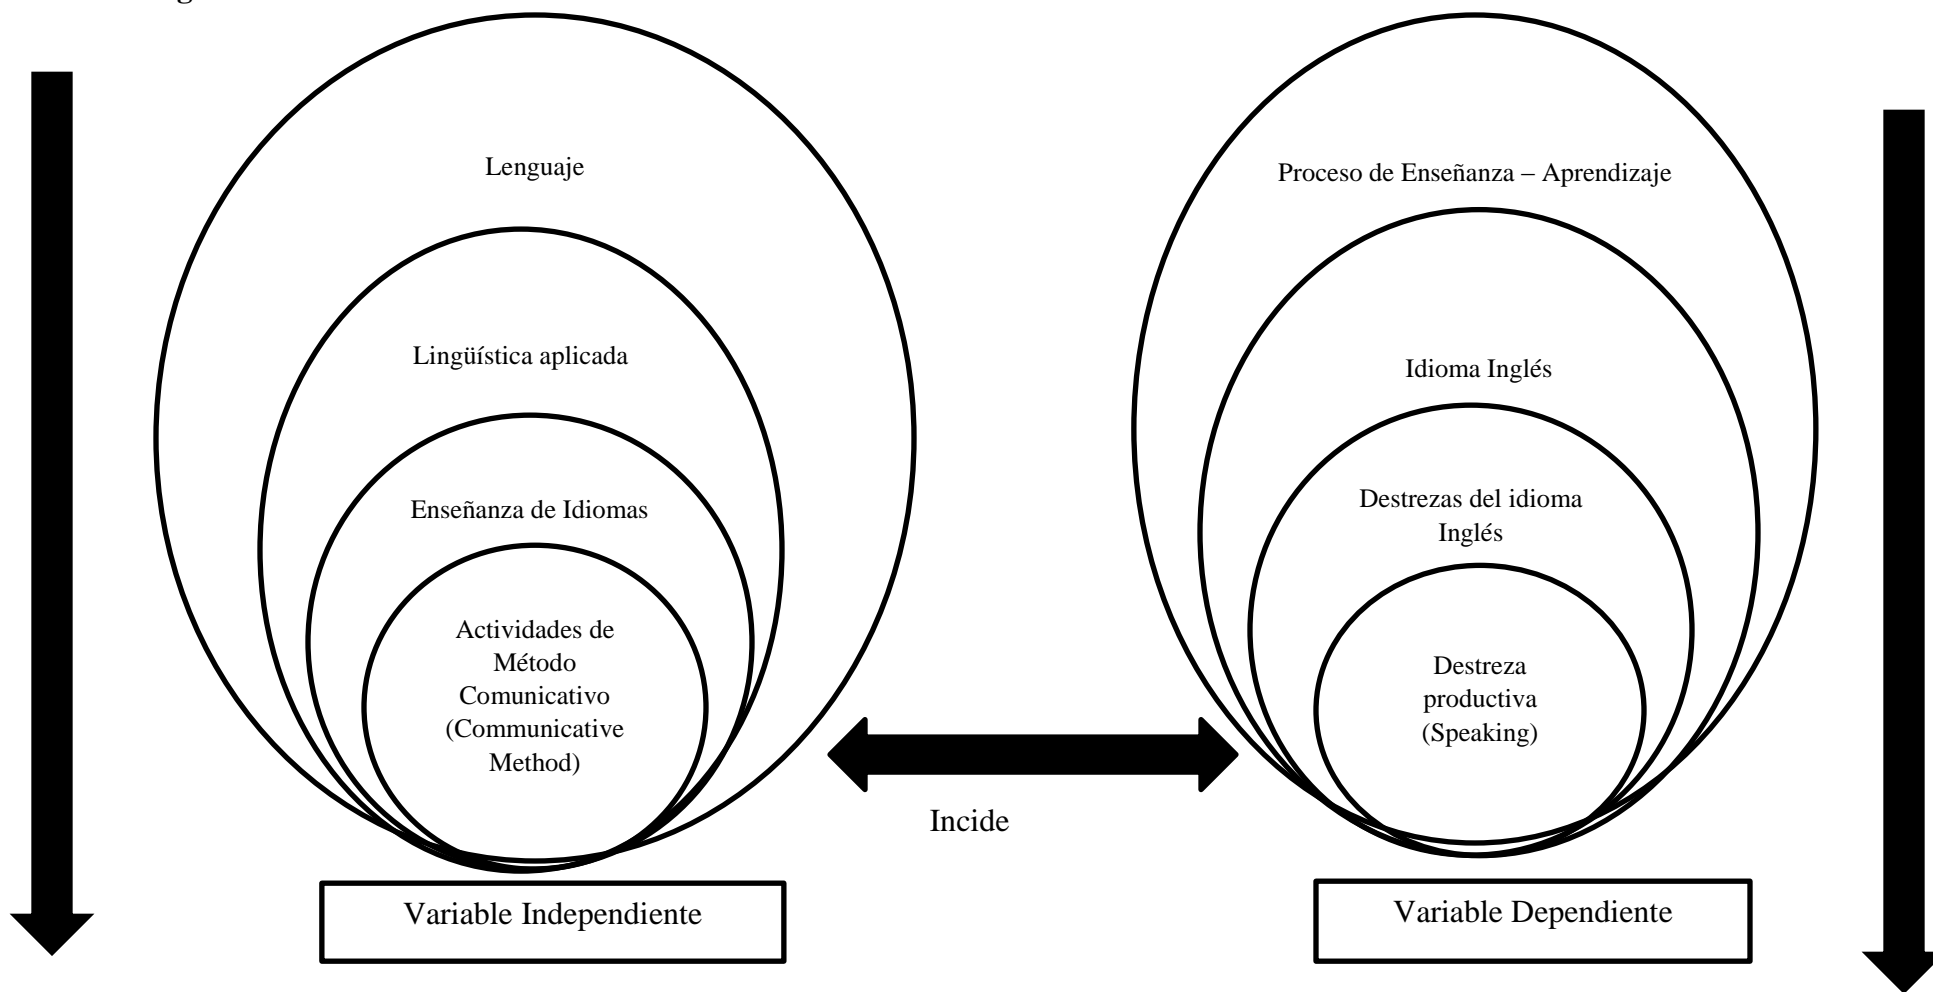 Lenguaje
Lingüística aplicada
Enseñanza de Idiomas
Actividades de
Método
Comunicativo
(Communicative
Method)
Variable Independiente
Incide
Proceso de Enseñanza – Aprendizaje
Idioma Inglés
Destrezas del idioma
Inglés
Destreza
productiva
(Speaking)
Variable Dependiente